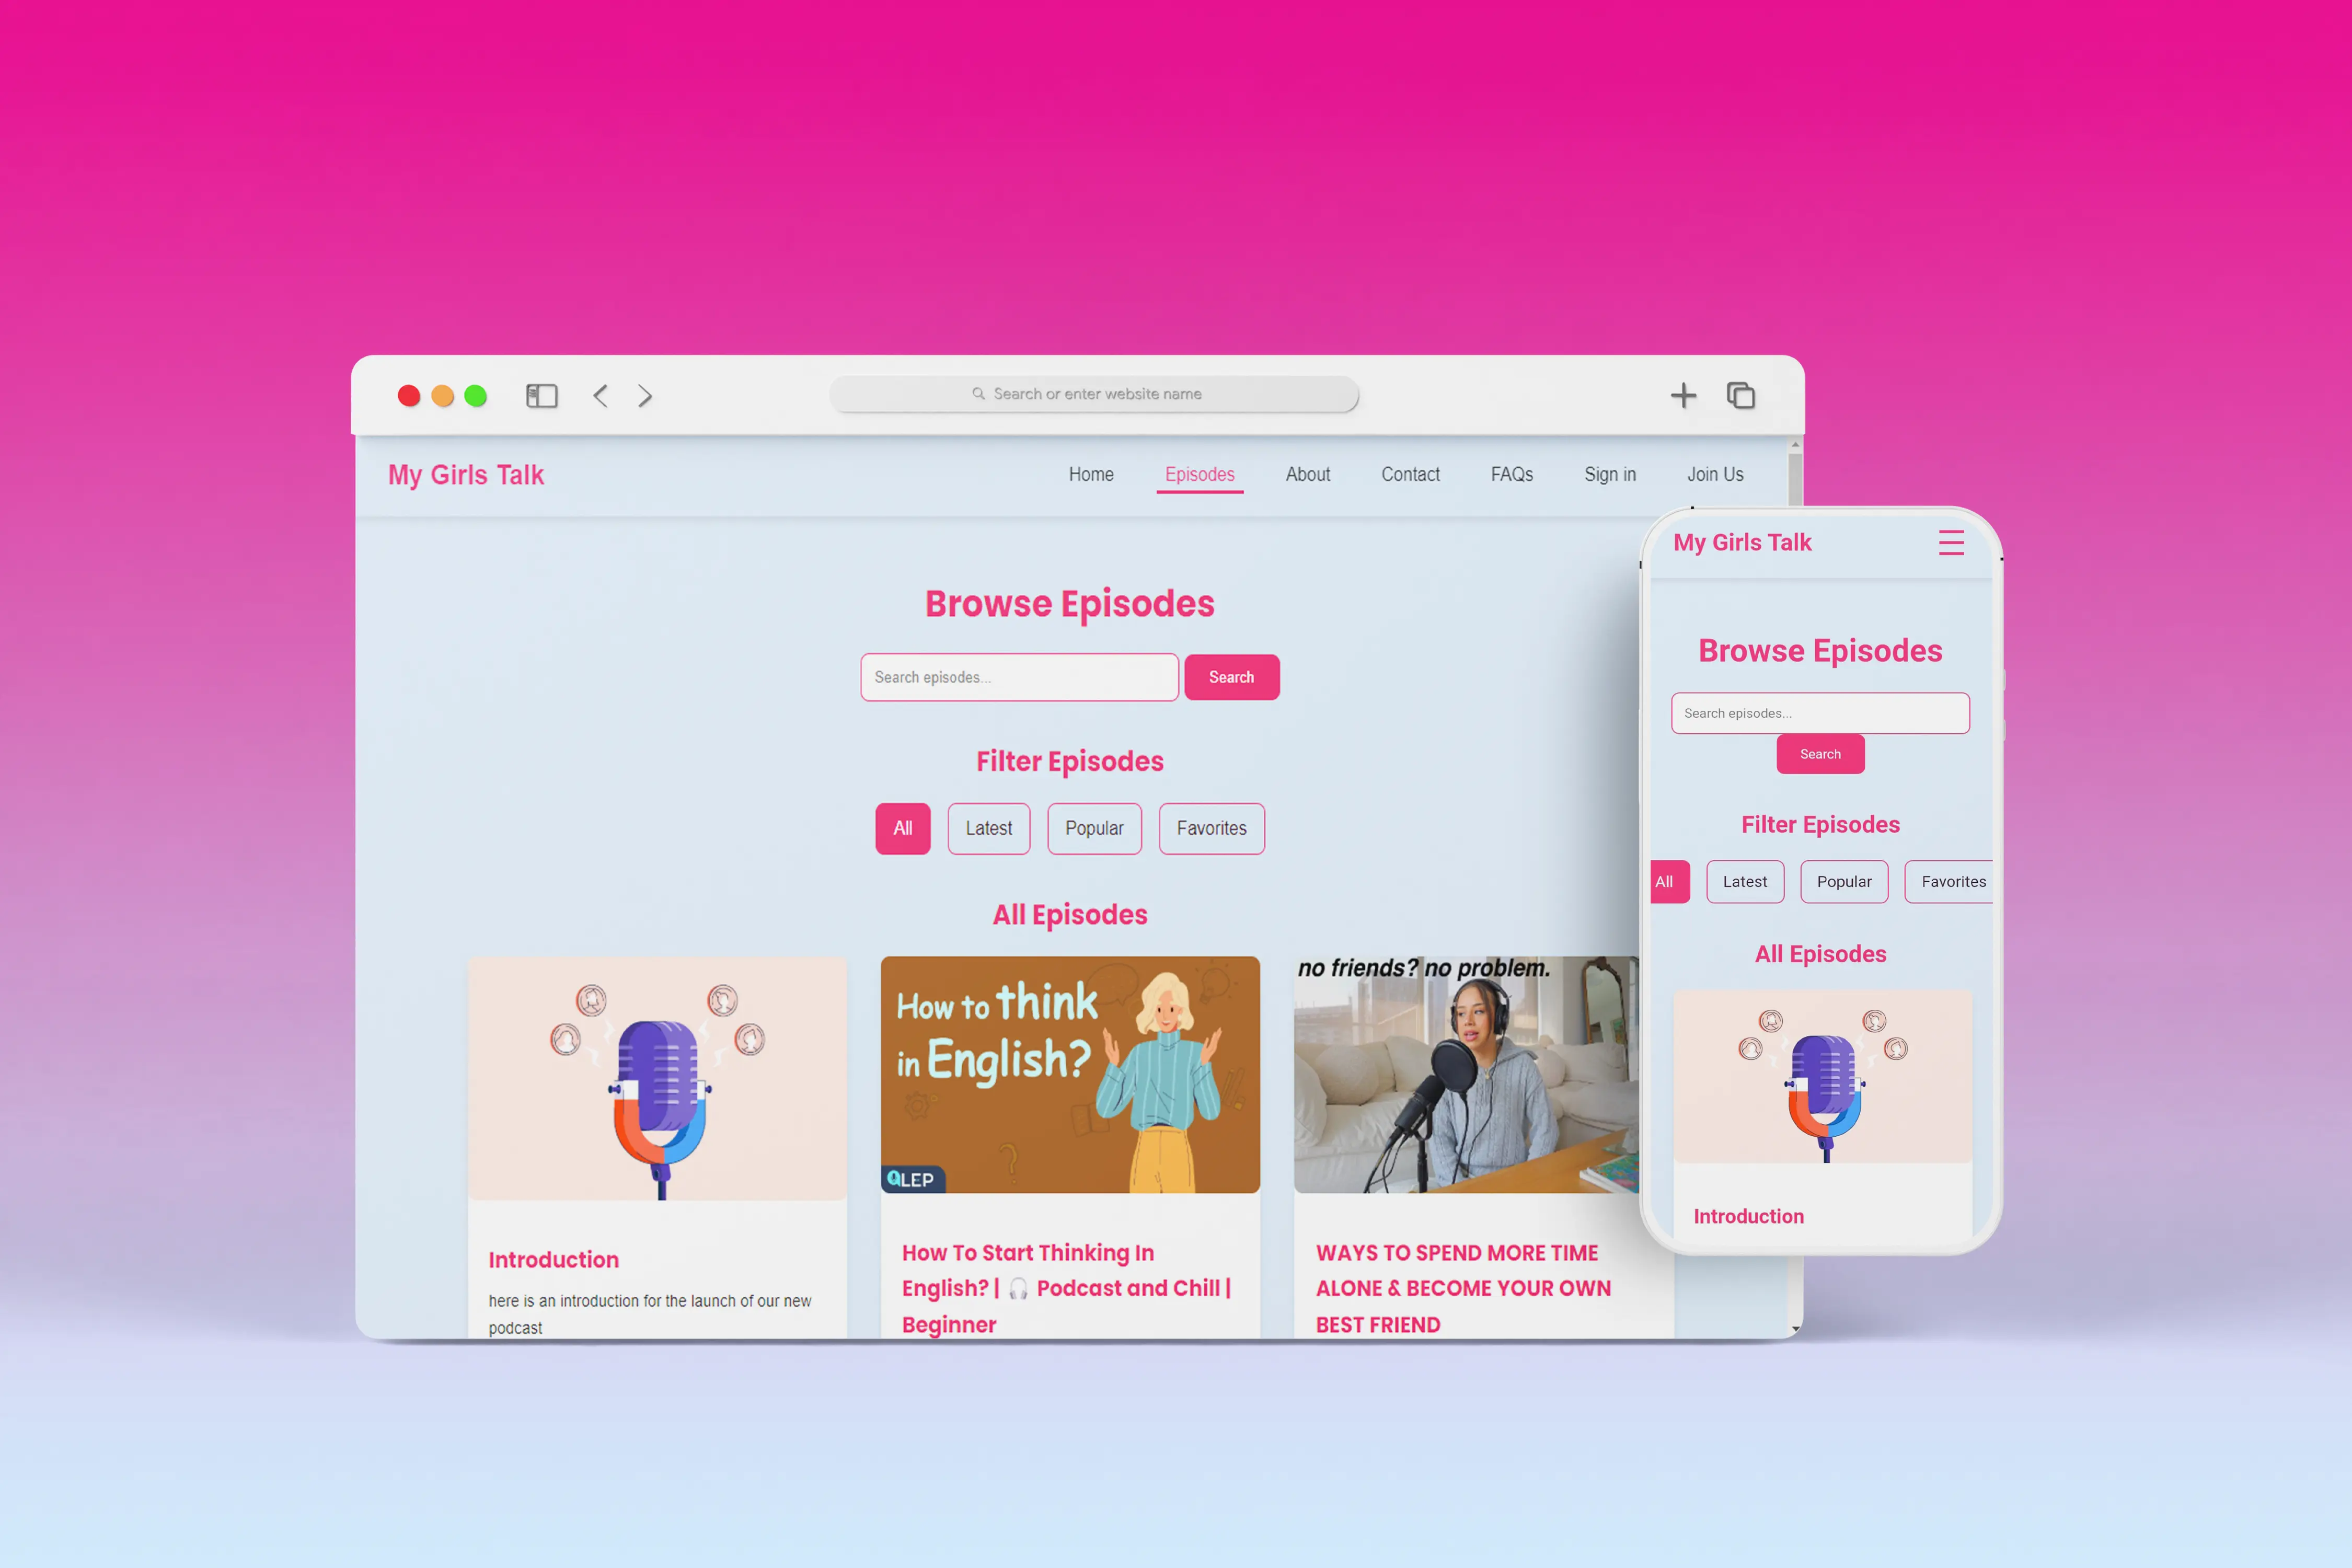 Search or enter website name
My Girls Talk
Home Episodes About Contact FAQs Sign in Join Us
Browse Episodes
Search episodes... Search
Filter Episodes
All Latest Popular Favorites
All Episodes
How to think
in English?
LEP
no friends? no problem.
Introduction
here is an introduction for the launch of our new
podcast
How To Start Thinking In
English? | 🎧 Podcast and Chill |
Beginner
WAYS TO SPEND MORE TIME
ALONE & BECOME YOUR OWN
BEST FRIEND
My Girls Talk
Browse Episodes
Search episodes...
Search
Filter Episodes
All Latest Popular Favorites
All Episodes
Introduction